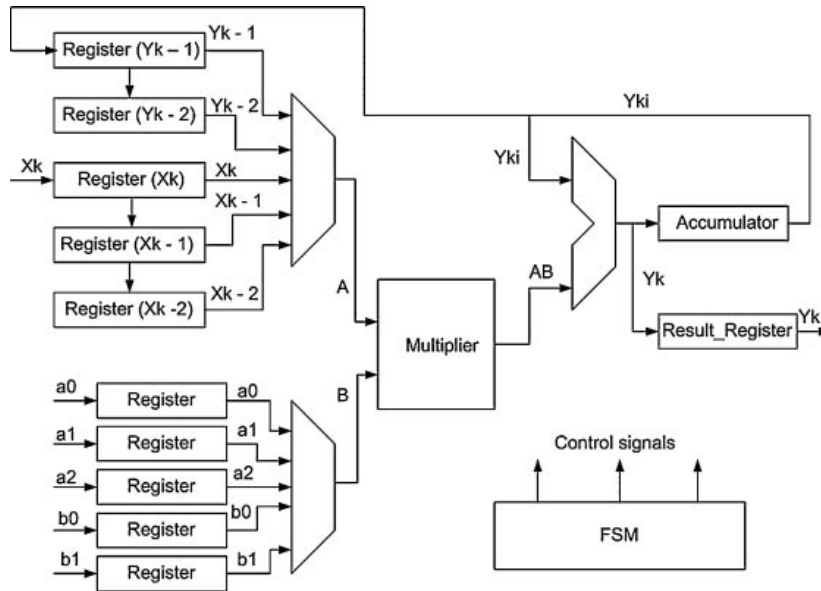 Register (Yk – 1)
Yk - 1
Register (Yk - 2)
Yk - 2
Xk
Register (Xk)
Xk
Register (Xk - 1)
Xk - 1
Register (Xk -2)
Xk - 2
A
a0
Register
a0
a1
Register
a1
a2
Register
a2
b0
Register
b0
b1
Register
b1
B
Multiplier
AB
Yki
Yki
Accumulator
Yk
Result_Register
Yk
Control signals
FSM